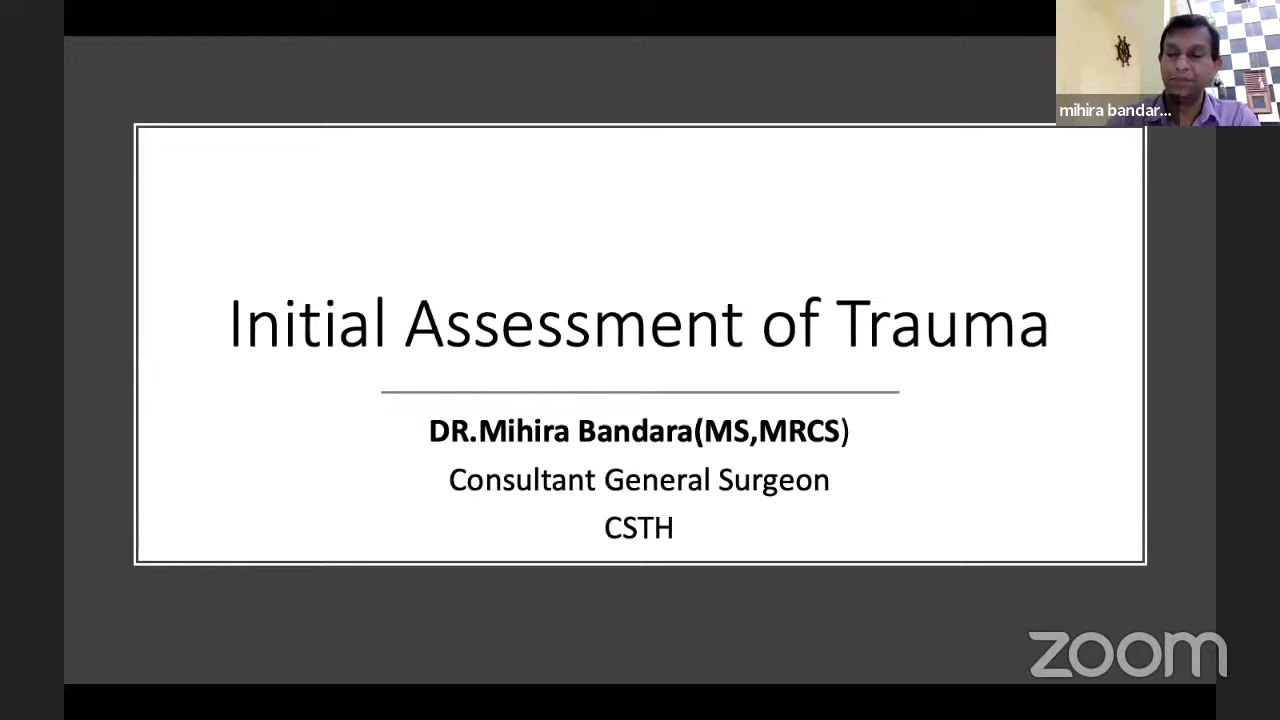 mihira bandar...
Initial Assessment of Trauma
DR.Mihira Bandara(MS,MRCS)
Consultant General Surgeon
CSTH
zoom